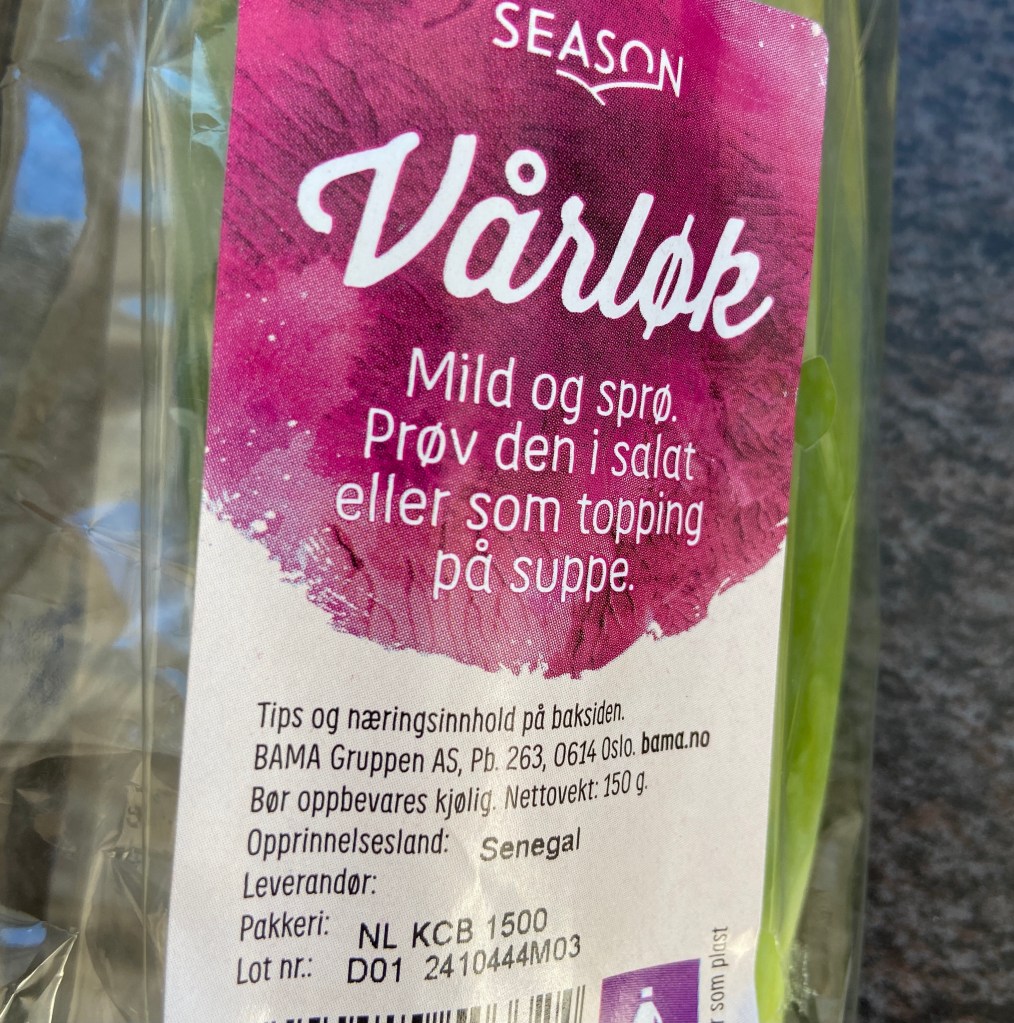 SEASON
Vårløk
Mild og sprø.
Prøv den i salat
eller som topping
på suppe.
Tips og næringsinnhold på baksiden.
BAMA Gruppen AS, Pb. 263, 0614 Oslo. bama.no
Bør oppbevares kjølig. Nettovekt: 150 g.
Opprinnelsesland: Senegal
Leverandør:
Pakkeri: NL KCB 1500
Lot nr.: D01 2410444M03
som plast